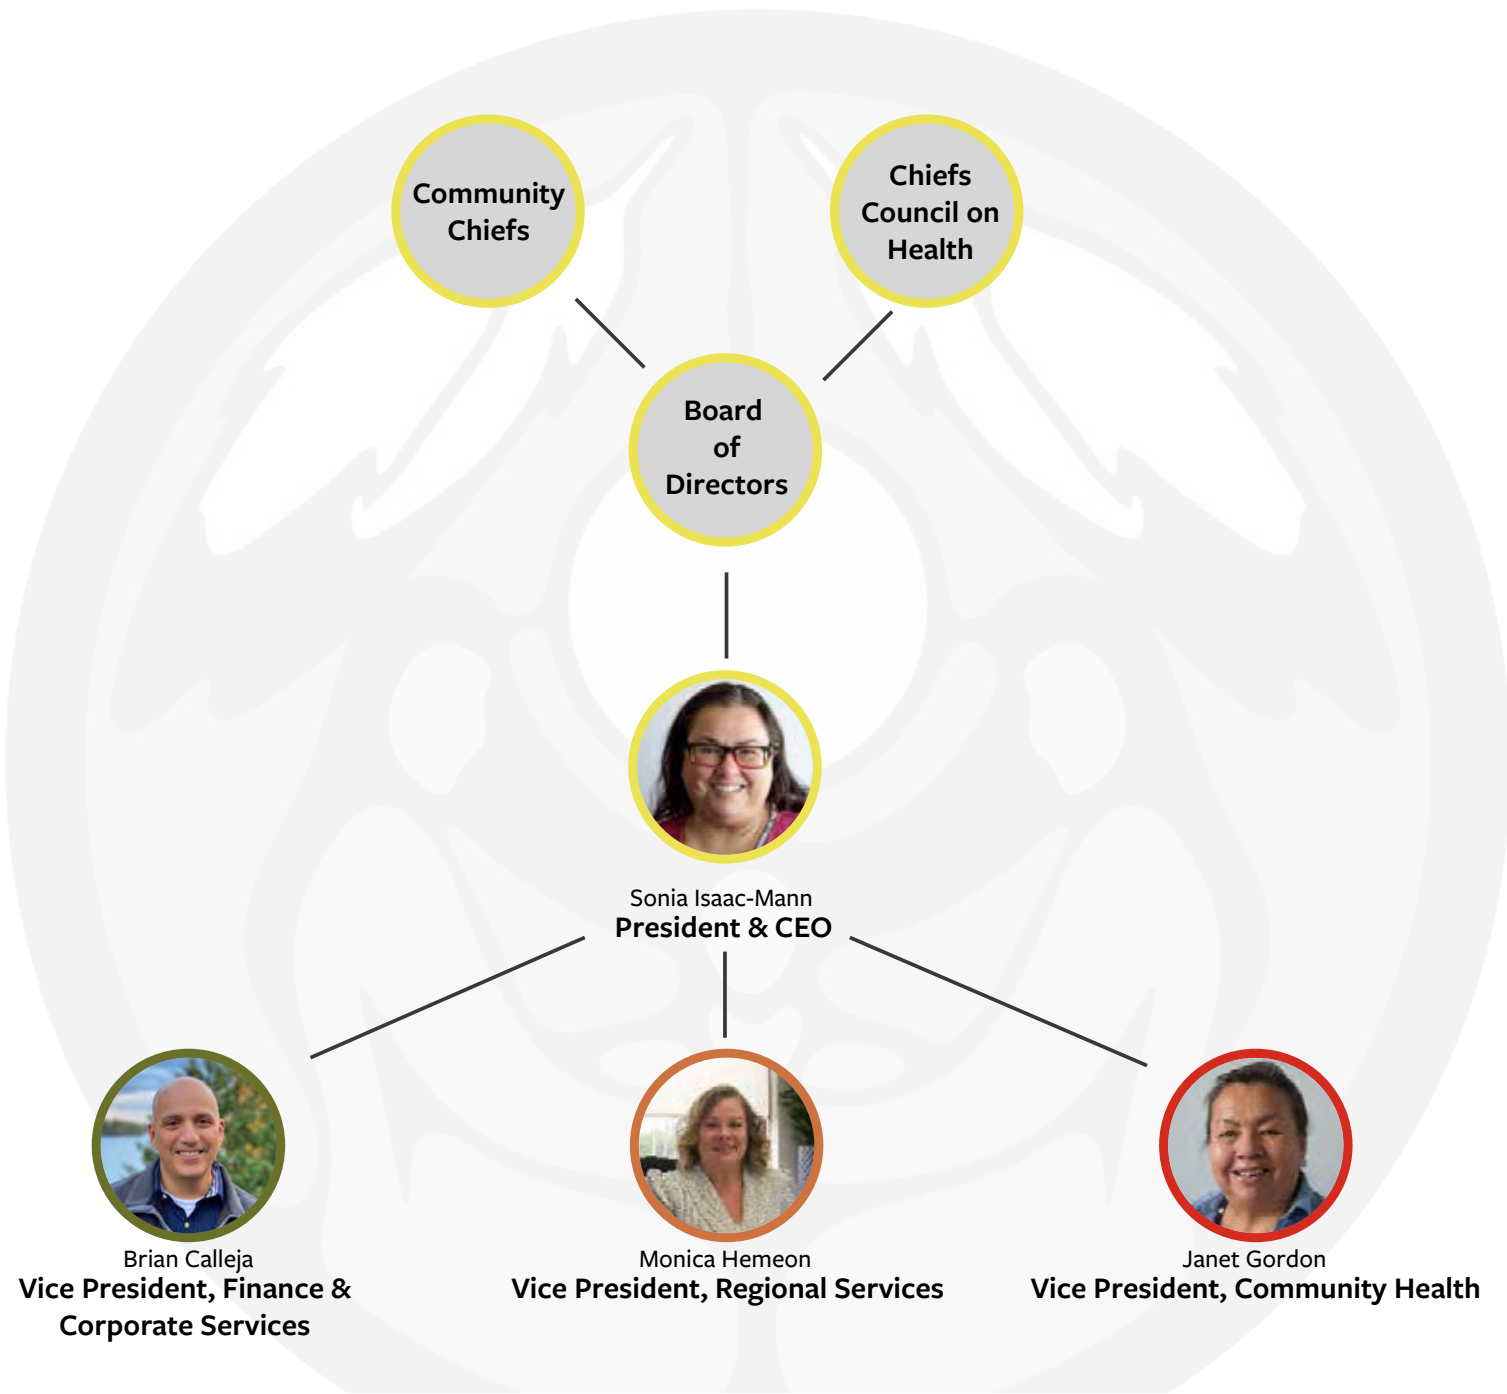 Community
Chiefs
Chiefs
Council on
Health
Board
of
Directors
Sonia Isaac-Mann
President & CEO
Brian Calleja
Vice President, Finance &
Corporate Services
Monica Hemeon
Vice President, Regional Services
Janet Gordon
Vice President, Community Health